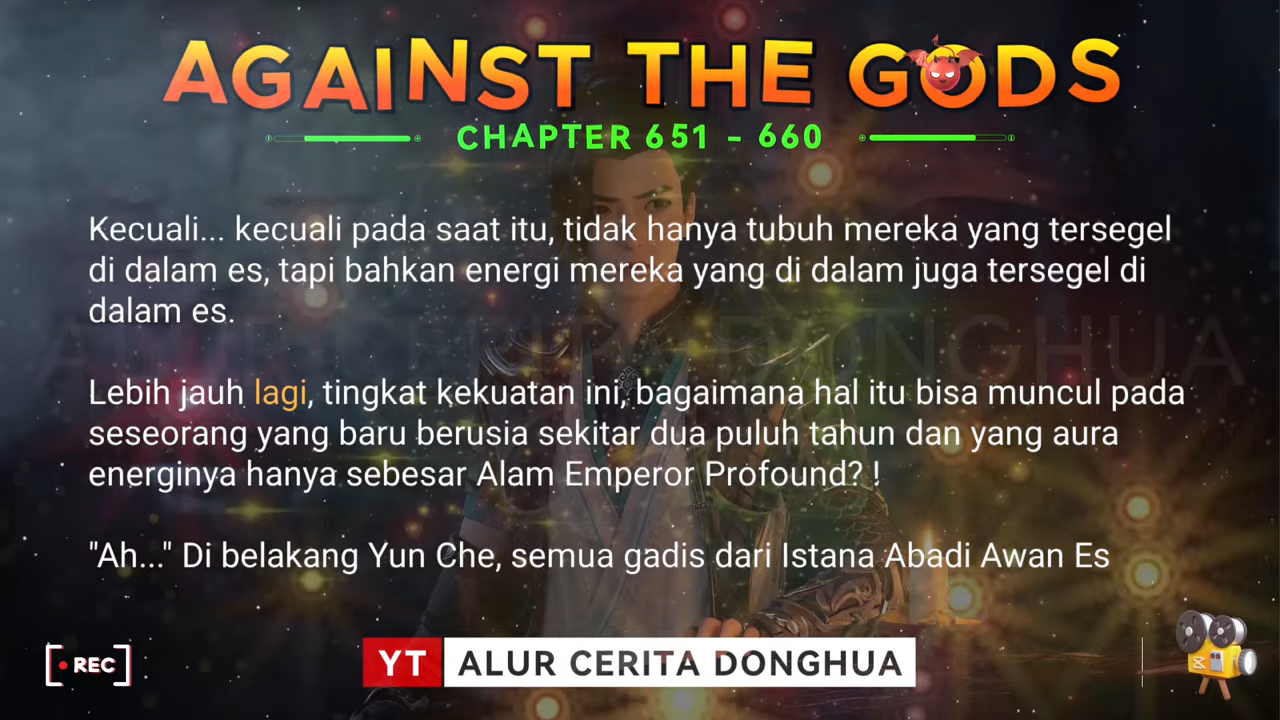 AGAINST THE GODS
CHAPTER 651 - 660
Kecuali... kecuali pada saat itu, tidak hanya tubuh mereka yang tersegel
di dalam es, tapi bahkan energi mereka yang di dalam juga tersegel di
dalam es.
Lebih jauh lagi, tingkat kekuatan ini, bagaimana hal itu bisa muncul pada
seseorang yang baru berusia sekitar dua puluh tahun dan yang aura
energinya hanya sebesar Alam Emperor Profound? !
"Ah..." Di belakang Yun Che, semua gadis dari Istana Abadi Awan Es
REC
YT ALUR CERITA DONGHUA